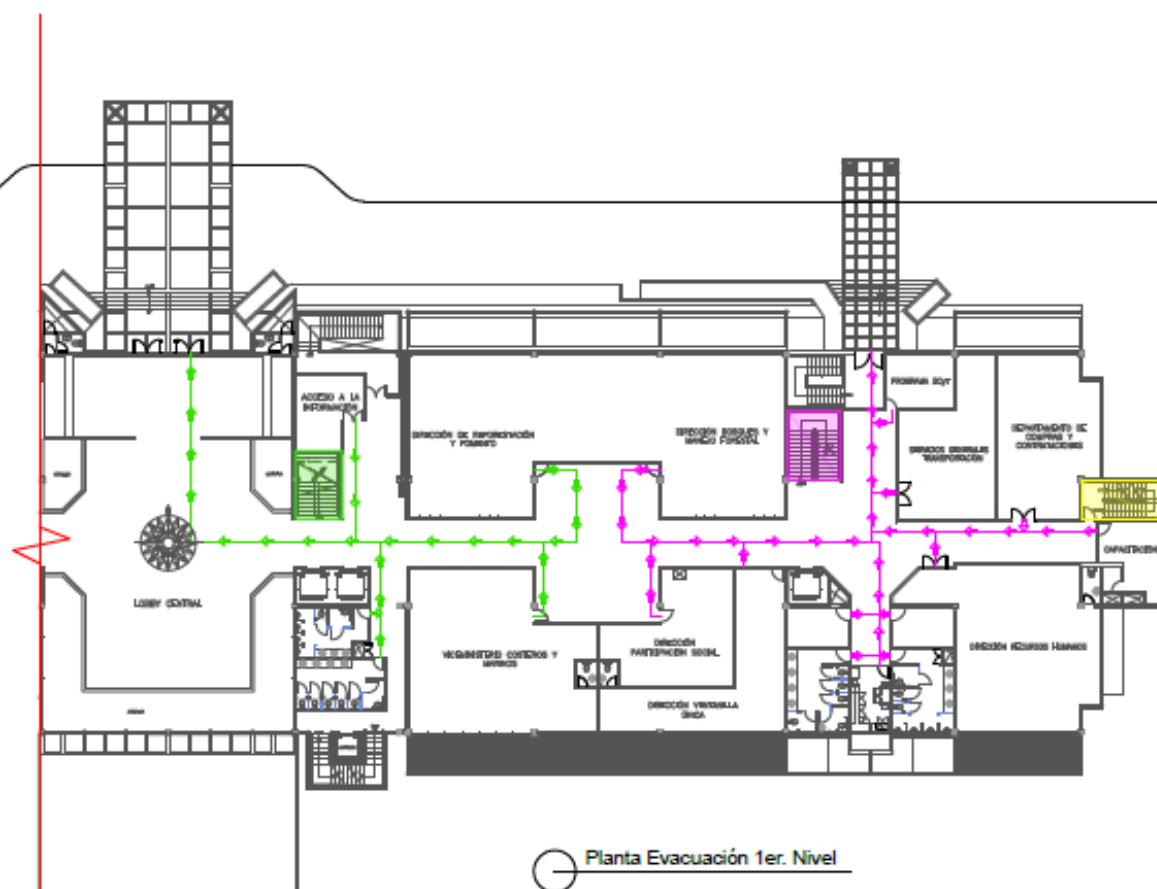 ACCESO A LA
INFORMACIÓN
PROGRAMA
DIRECCIÓN DE REFORESTACIÓN
Y FOMENTO
DIRECCIÓN BOSQUES Y
MANEJO FORESTAL
SERVICIOS GENERALES
TRANSPORTACIÓN
DEPARTAMENTO DE
COMPRAS Y
CONTRATACIONES
CAPACITACIÓN
LOBBY CENTRAL
VICEMINISTERIO COSTEROS Y
MARINOS
DIRECCIÓN
PARTICIPACIÓN SOCIAL
DIRECCIÓN RECURSOS HUMANOS
DIRECCIÓN VENTANILLA
ÚNICA
Planta Evacuación 1er. Nivel